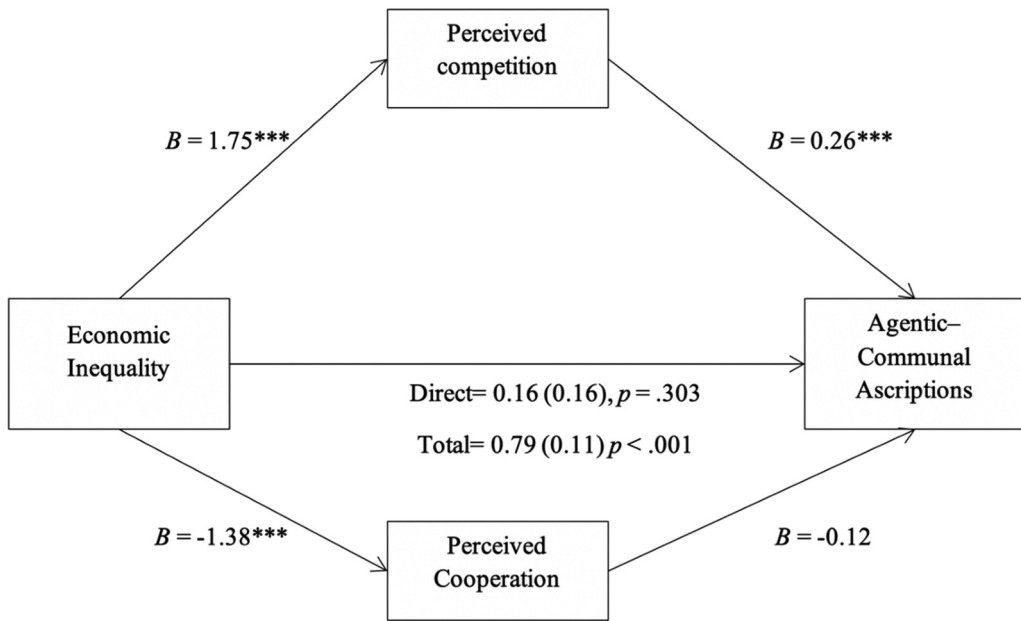 Perceived
competition
B = 1.75***
B = 0.26***
Economic
Inequality
Agentic–
Communal
Ascriptions
Direct= 0.16 (0.16), p = .303
Total= 0.79 (0.11) p < .001
B = -1.38***
B = -0.12
Perceived
Cooperation